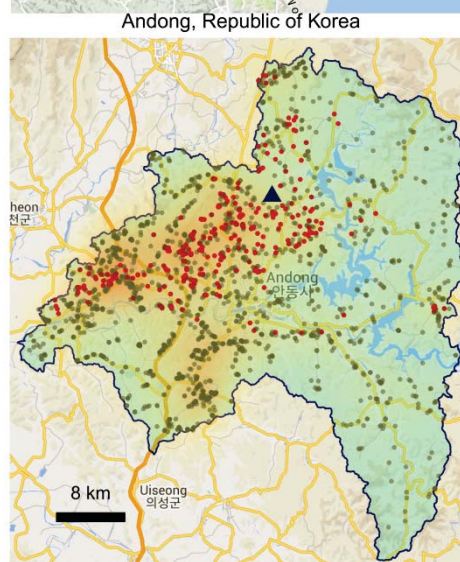 Andong, Republic of Korea
heon
천군
Andong
안동시
8 km
Uiseong
의성군